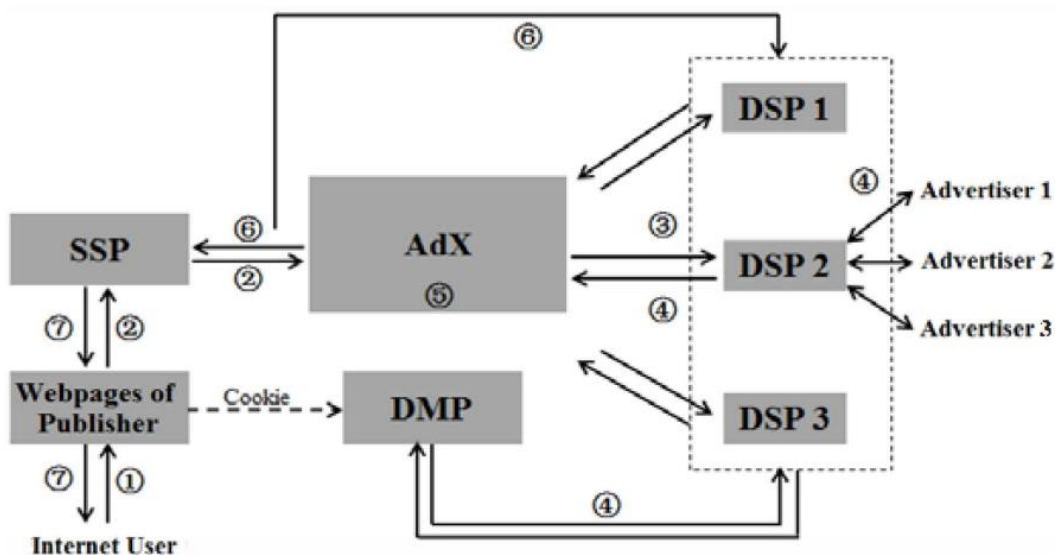 ⑥
DSP 1
④
Advertiser 1
SSP
⑥
②
AdX
⑤
③
④
DSP 2
Advertiser 2
Advertiser 3
⑦
②
Webpages of
Publisher
Cookie
DMP
DSP 3
⑦
①
④
Internet User